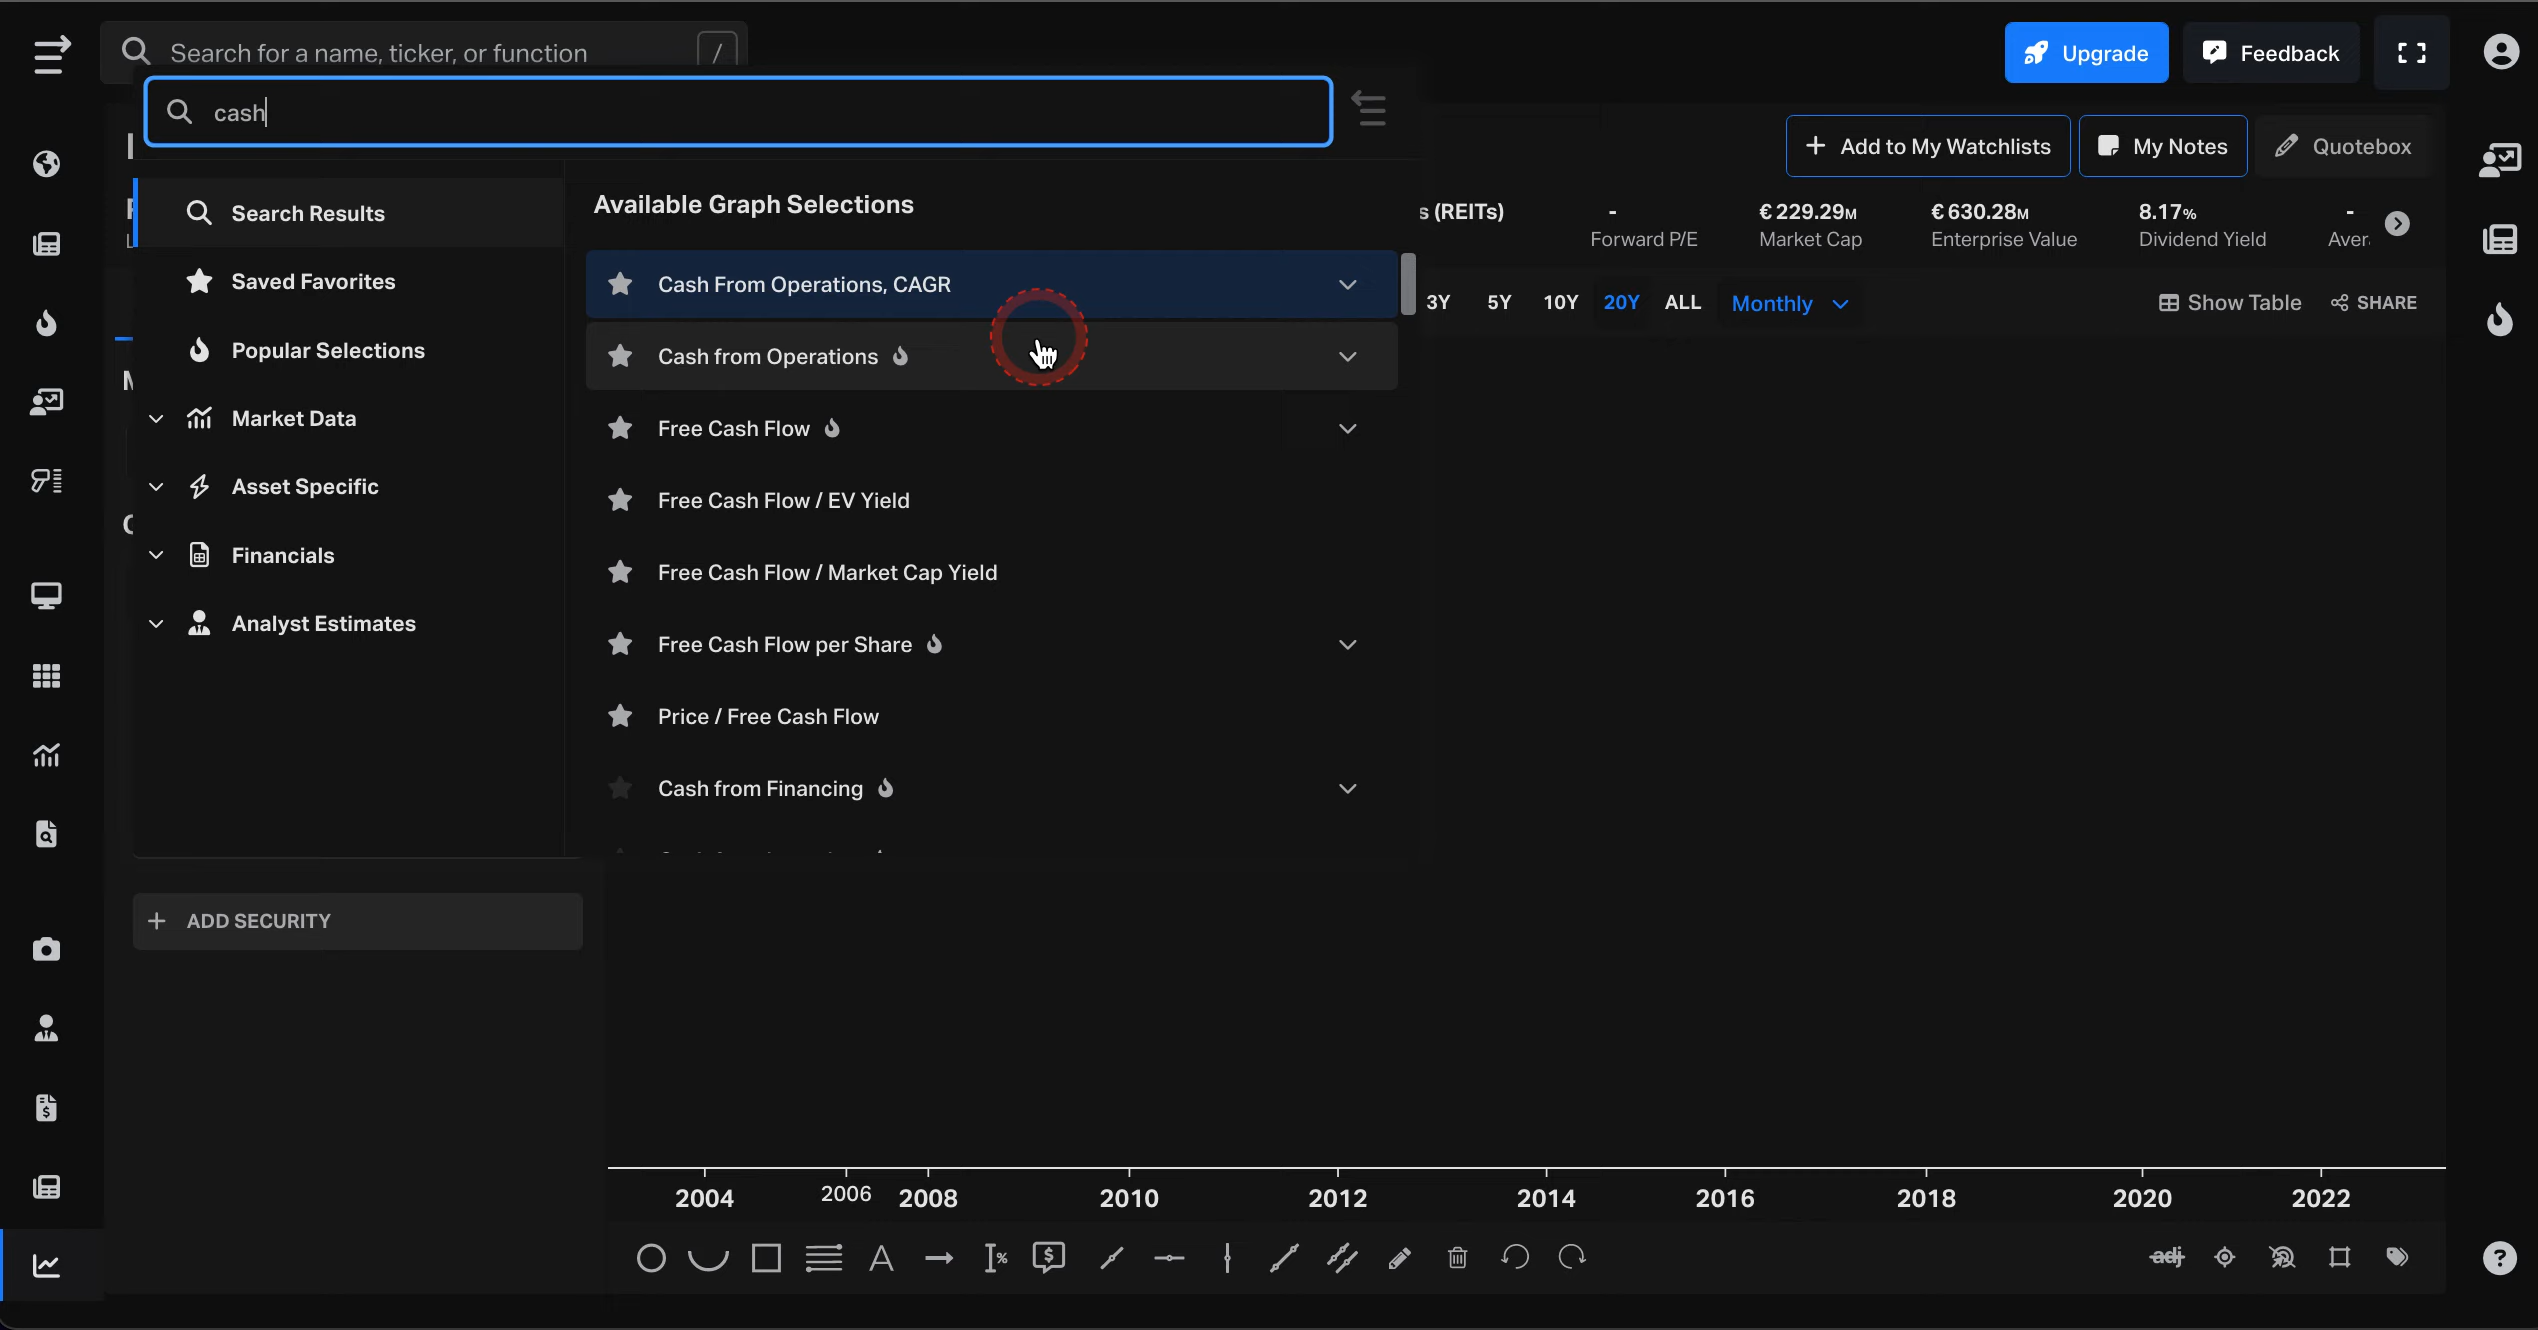 Search for a name, ticker, or function /
Upgrade
Feedback
cash
Add to My Watchlists
My Notes
Quotebox
Search Results
Saved Favorites
Popular Selections
Market Data
Asset Specific
Financials
Analyst Estimates
Available Graph Selections
Cash From Operations, CAGR
Cash from Operations
Free Cash Flow
Free Cash Flow / EV Yield
Free Cash Flow / Market Cap Yield
Free Cash Flow per Share
Price / Free Cash Flow
Cash from Financing
s (REITs)
-
Forward P/E
€229.29M
Market Cap
€630.28M
Enterprise Value
8.17%
Dividend Yield
-
Aver.
3Y 5Y 10Y 20Y ALL Monthly
Show Table
SHARE
+ ADD SECURITY
2004 2006 2008 2010 2012 2014 2016 2018 2020 2022
A
%
$
adj
?